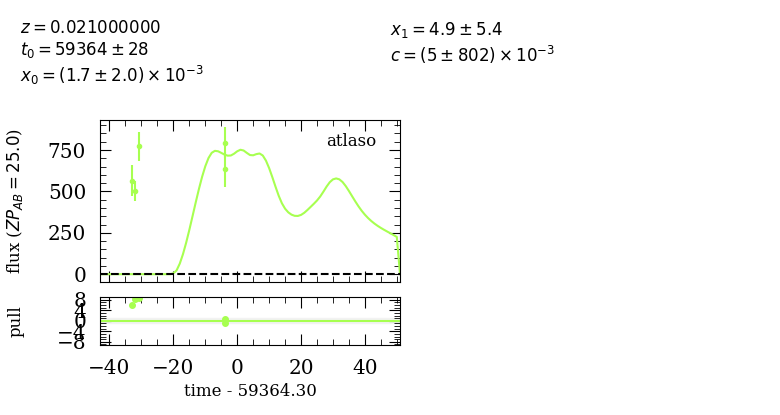 z = 0.021000000
t₀ = 59364 ± 28
x₀ = (1.7 ± 2.0) × 10⁻³
x₁ = 4.9 ± 5.4
c = (5 ± 802) × 10⁻³
atlaso
flux (ZP_AB = 25.0)
750
500
250
0
pull
8
4
0
−4
−8
−40 −20 0 20 40
time - 59364.30